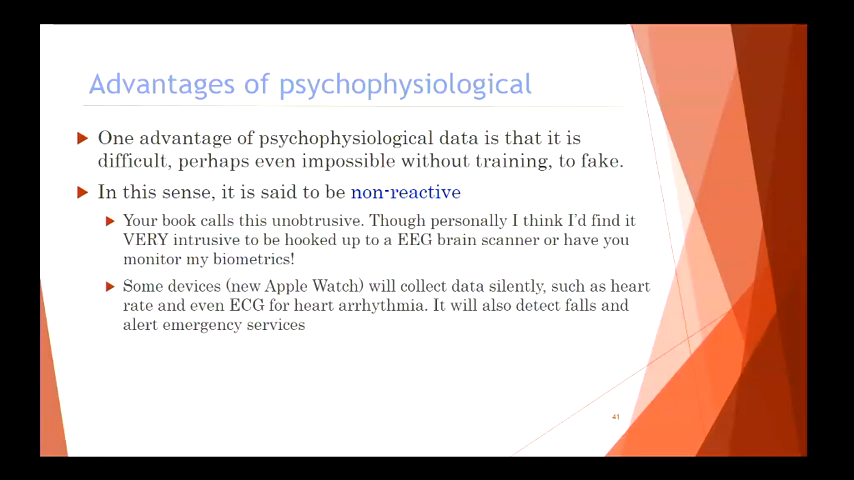 Advantages of psychophysiological
One advantage of psychophysiological data is that it is
difficult, perhaps even impossible without training, to fake.
In this sense, it is said to be non-reactive
Your book calls this unobtrusive. Though personally I think I'd find it
VERY intrusive to be hooked up to a EEG brain scanner or have you
monitor my biometrics!
Some devices (new Apple Watch) will collect data silently, such as heart
rate and even ECG for heart arrhythmia. It will also detect falls and
alert emergency services
41